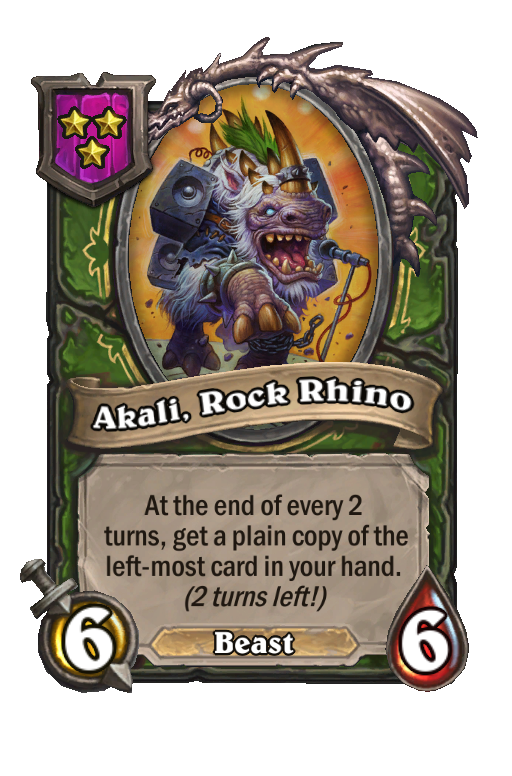 Akali, Rock Rhino
At the end of every 2
turns, get a plain copy of the
left-most card in your hand.
(2 turns left!)
6
Beast
6